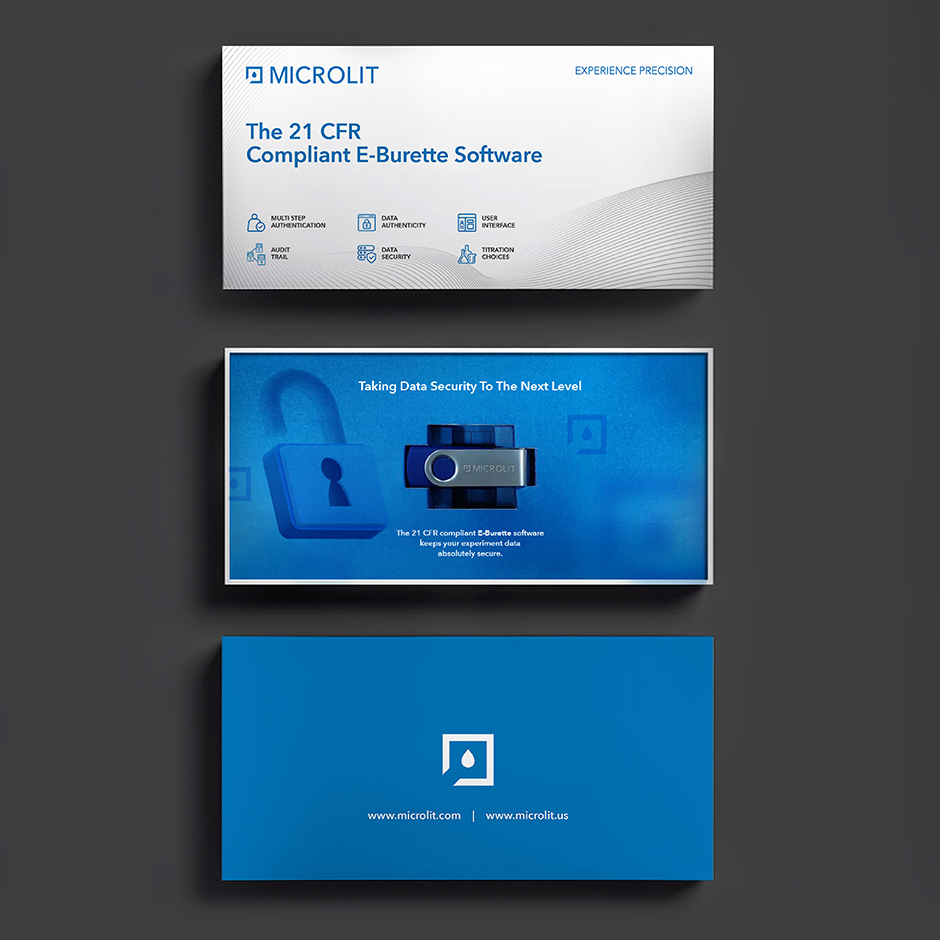 MICROLIT
EXPERIENCE PRECISION
The 21 CFR
Compliant E-Burette Software
MULTI STEP
AUTHENTICATION
DATA
AUTHENTICITY
USER
INTERFACE
AUDIT
TRAIL
DATA
SECURITY
TITRATION
CHOICES
Taking Data Security To The Next Level
MICROLIT
The 21 CFR compliant E-Burette software
keeps your experiment data
absolutely secure.
www.microlit.com | www.microlit.us